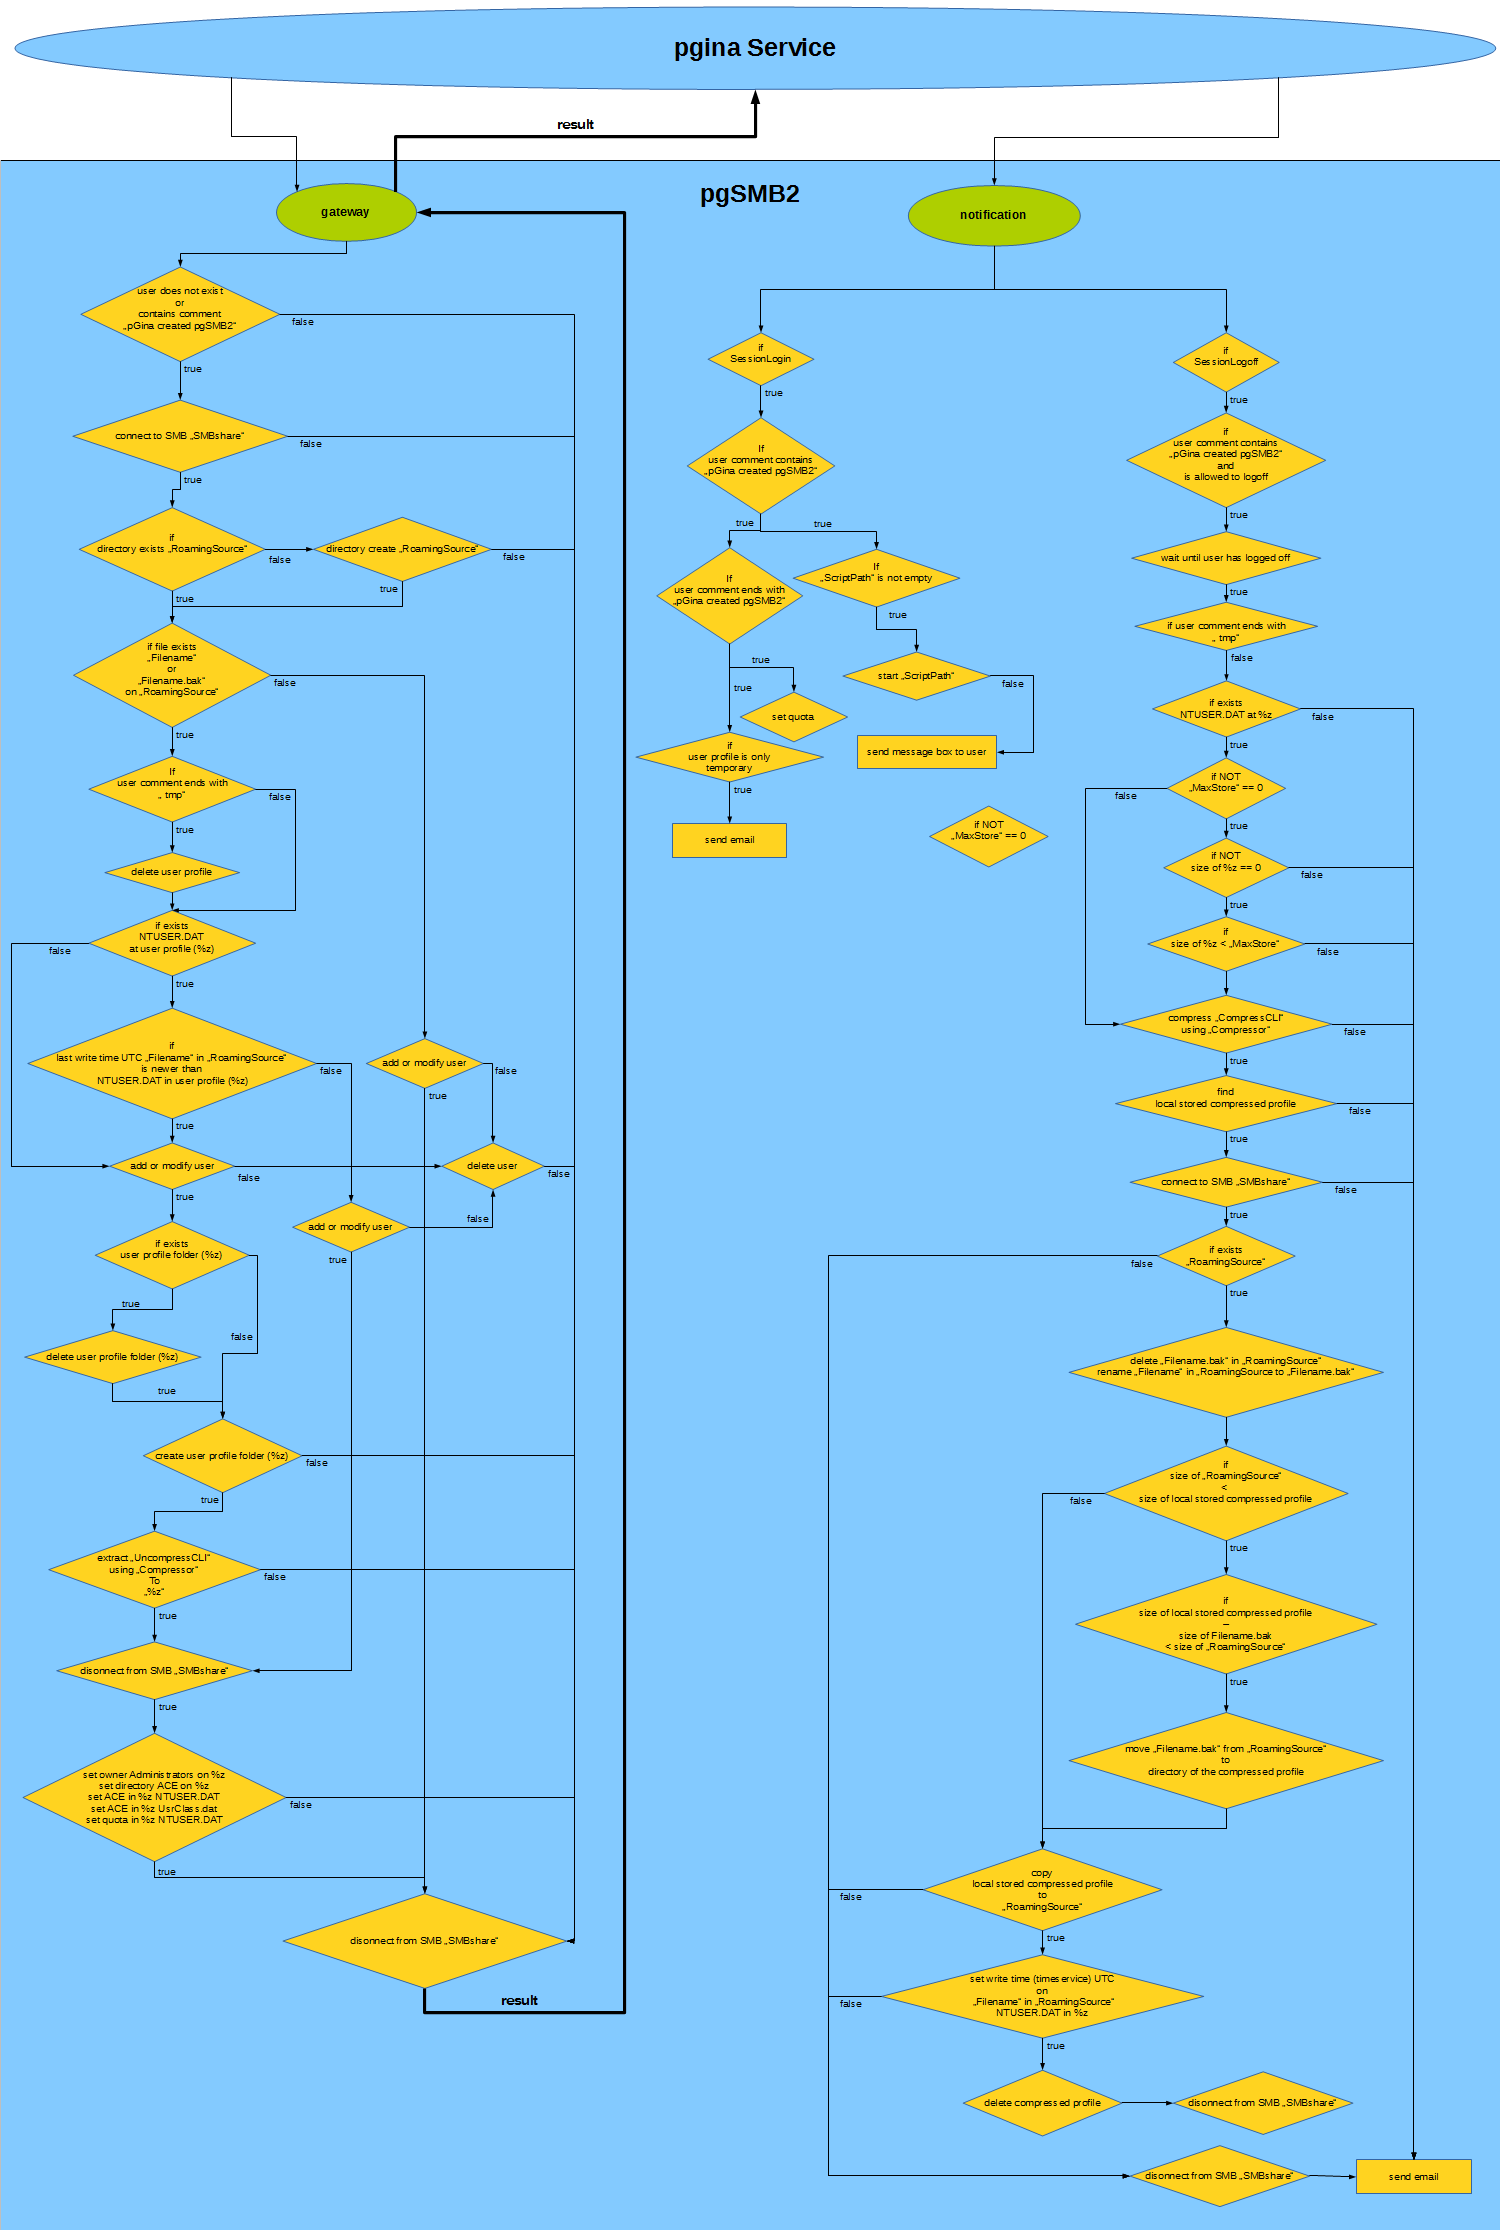 pgina Service
result
pgSMB2
gateway
notification
user does not exist
or
contains comment
„pGina created pgSMB2“
false
true
connect to SMB „SMBshare“
false
true
if
directory exists „RoamingSource“
false
true
directory create „RoamingSource“
false
true
if file exists
„Filename“
or
„Filename.bak“
on „RoamingSource“
false
true
If
user comment ends with
„ tmp“
false
true
delete user profile
if exists
NTUSER.DAT
at user profile (%z)
false
true
if
last write time UTC „Filename“ in „RoamingSource“
is newer than
NTUSER.DAT in user profile (%z)
false
true
add or modify user
false
true
add or modify user
false
true
delete user
false
add or modify user
false
true
if exists
user profile folder (%z)
true
false
delete user profile folder (%z)
true
create user profile folder (%z)
false
true
extract „UncompressCLI“
using „Compressor“
To
„%z“
false
true
disonnect from SMB „SMBshare“
true
set owner Administrators on %z
set directory ACE on %z
set ACE in %z NTUSER.DAT
set ACE in %z UsrClass.dat
set quota in %z NTUSER.DAT
false
true
disonnect from SMB „SMBshare“
result
if
SessionLogin
true
If
user comment contains
„pGina created pgSMB2“
true
true
If
user comment ends with
„pGina created pgSMB2“
If
„ScriptPath“ is not empty
true
true
true
start „ScriptPath“
false
set quota
send message box to user
if
user profile is only
temporary
true
send email
if NOT
„MaxStore“ == 0
if
SessionLogoff
true
if
user comment contains
„pGina created pgSMB2“
and
is allowed to logoff
true
wait until user has logged off
true
if user comment ends with
„ tmp“
false
if exists
NTUSER.DAT at %z
false
true
if NOT
„MaxStore“ == 0
false
true
if NOT
size of %z == 0
false
true
if
size of %z < „MaxStore“
false
compress „CompressCLI“
using „Compressor“
false
true
find
local stored compressed profile
false
true
connect to SMB „SMBshare“
false
true
if exists
„RoamingSource“
false
true
delete „Filename.bak“ in „RoamingSource“
rename „Filename“ in „RoamingSource to „Filename.bak“
if
size of „RoamingSource“
<
size of local stored compressed profile
false
true
if
size of local stored compressed profile
–
size of Filename.bak
< size of „RoamingSource“
true
move „Filename.bak“ from „RoamingSource“
to
directory of the compressed profile
copy
local stored compressed profile
to
„RoamingSource“
false
true
set write time (timeservice) UTC
on
„Filename“ in „RoamingSource“
NTUSER.DAT in %z
false
true
delete compressed profile
disonnect from SMB „SMBshare“
disonnect from SMB „SMBshare“
send email